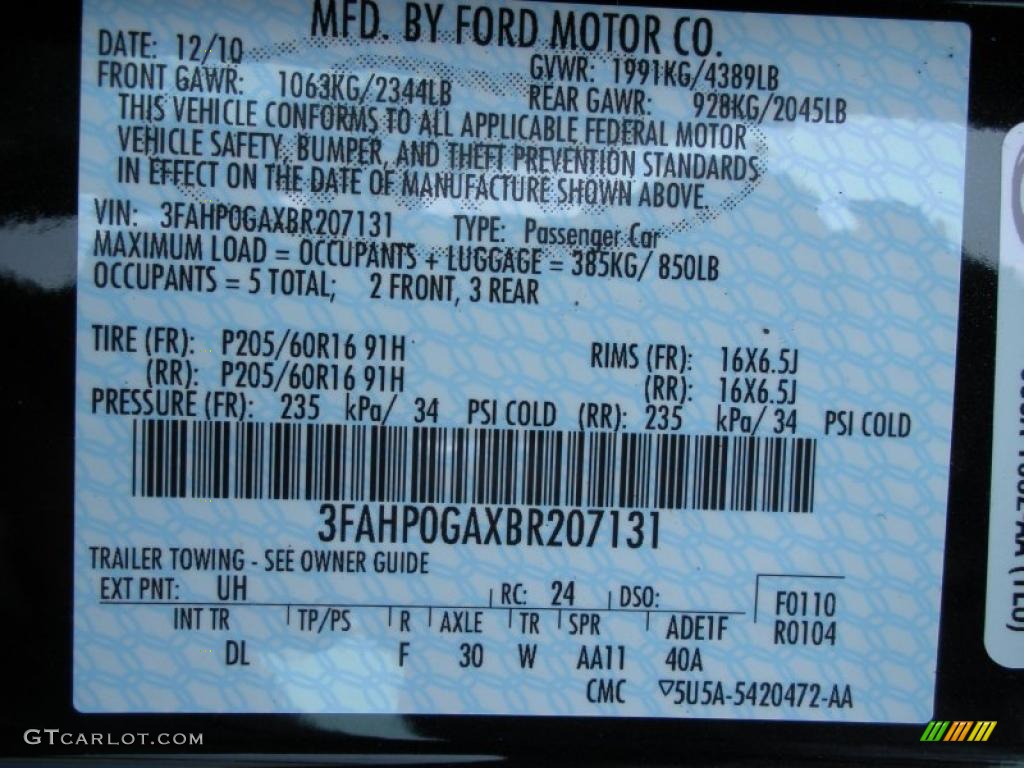 MFD. BY FORD MOTOR CO.
DATE: 12/10 GVWR: 1991KG/4389LB
FRONT GAWR: 1063KG/2344LB REAR GAWR: 928KG/2045LB
THIS VEHICLE CONFORMS TO ALL APPLICABLE FEDERAL MOTOR
VEHICLE SAFETY, BUMPER, AND THEFT PREVENTION STANDARDS
IN EFFECT ON THE DATE OF MANUFACTURE SHOWN ABOVE.
VIN: 3FAHP0GAXBR207131 TYPE: Passenger Car
MAXIMUM LOAD = OCCUPANTS + LUGGAGE = 385KG/ 850LB
OCCUPANTS = 5 TOTAL; 2 FRONT, 3 REAR
TIRE (FR): P205/60R16 91H RIMS (FR): 16X6.5J
(RR): P205/60R16 91H (RR): 16X6.5J
PRESSURE (FR): 235 kPa/ 34 PSI COLD (RR): 235 kPa/ 34 PSI COLD
3FAHP0GAXBR207131
TRAILER TOWING - SEE OWNER GUIDE
EXT PNT: UH RC: 24 DSO: F0110
INT TR TP/PS R AXLE TR SPR ADE1F R0104
DL F 30 W AA11 40A
CMC ▽5U5A-5420472-AA
GTCARLOT.COM